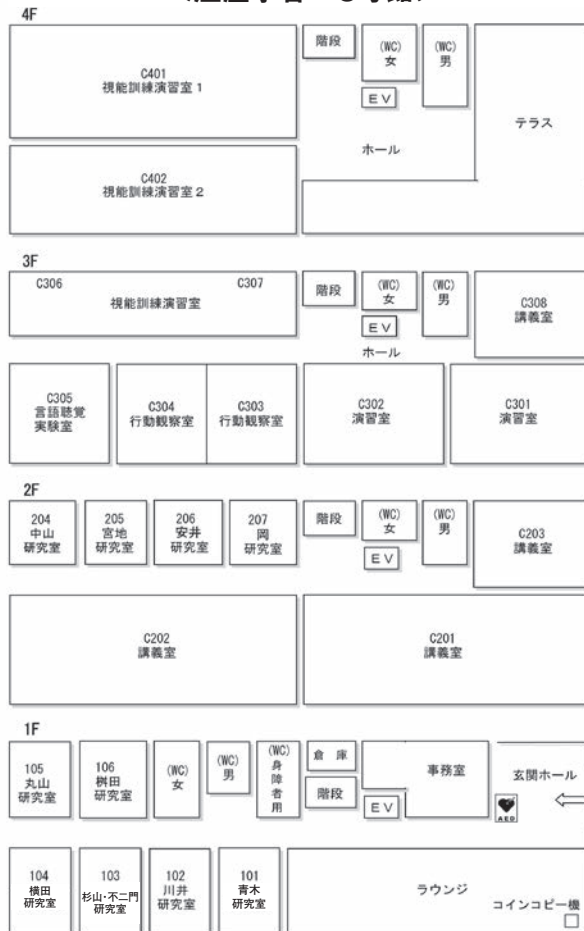 4F
C401
視能訓練演習室1
階段
(WC)
女
(WC)
男
EV
テラス
ホール
C402
視能訓練演習室2
3F
C306
C307
視能訓練演習室
階段
(WC)
女
(WC)
男
EV
ホール
C308
講義室
C305
言語聴覚
実験室
C304
行動観察室
C303
行動観察室
C302
演習室
C301
演習室
2F
204
中山
研究室
205
宮地
研究室
206
安井
研究室
207
岡
研究室
階段
(WC)
女
(WC)
男
EV
C203
講義室
C202
講義室
C201
講義室
1F
105
丸山
研究室
106
桝田
研究室
(WC)
女
(WC)
男
(WC)
身
障
者
用
倉庫
階段
EV
事務室
玄関ホール
AED
104
横田
研究室
103
杉山・不二門
研究室
102
川井
研究室
101
青木
研究室
ラウンジ
コインコピー機